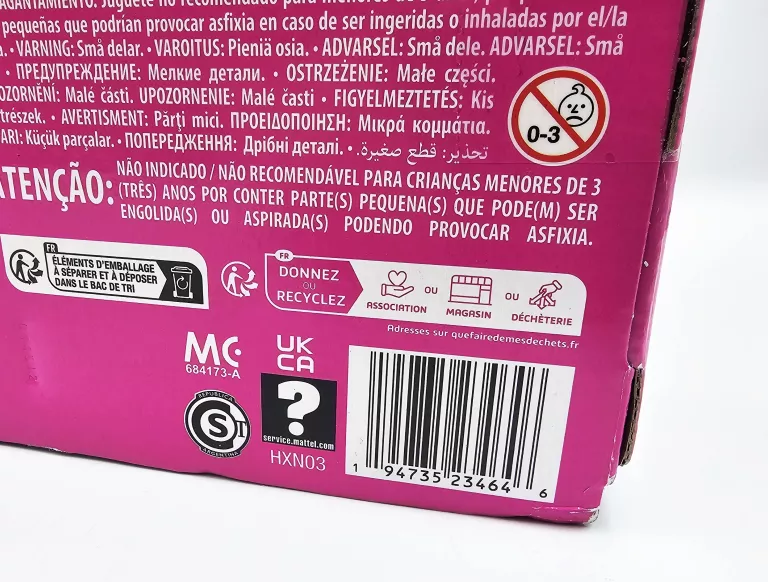 pequeñas que podrían provocar asfixia en caso de ser ingeridas o inhaladas por el/la
• VARNING: Små delar. • VAROITUS: Pieniä osia. • ADVARSEL: Små dele. ADVARSEL: Små
• ПРЕДУПРЕЖДЕНИЕ: Мелкие детали. • OSTRZEŻENIE: Małe części.
Malé části. UPOZORNENIE: Malé časti • FIGYELMEZTETÉS: Kis
• AVERTISMENT: Părţi mici. ΠΡΟΕΙΔΟΠΟΙΗΣΗ: Μικρά κομμάτια.
Küçük parçalar. • ПОПЕРЕДЖЕННЯ: Дрібні деталі. • تحذير: قطع صغيرة.
0-3
ATENÇÃO: NÃO INDICADO / NÃO RECOMENDÁVEL PARA CRIANÇAS MENORES DE 3
(TRÊS) ANOS POR CONTER PARTE(S) PEQUENA(S) QUE PODE(M) SER
ENGOLIDA(S) OU ASPIRADA(S) PODENDO PROVOCAR ASFIXIA.
FR
ÉLÉMENTS D'EMBALLAGE
À SÉPARER ET À DÉPOSER
DANS LE BAC DE TRI
FR
DONNEZ
OU
RECYCLEZ
ASSOCIATION
OU
MAGASIN
OU
DÉCHÈTERIE
Adresses sur quefairedemesdechets.fr
MC
684173-A
UK
CA
REPUBLICA
S I
ARGENTINA
?
service.mattel.com
HXN03
1 94735 23464 6